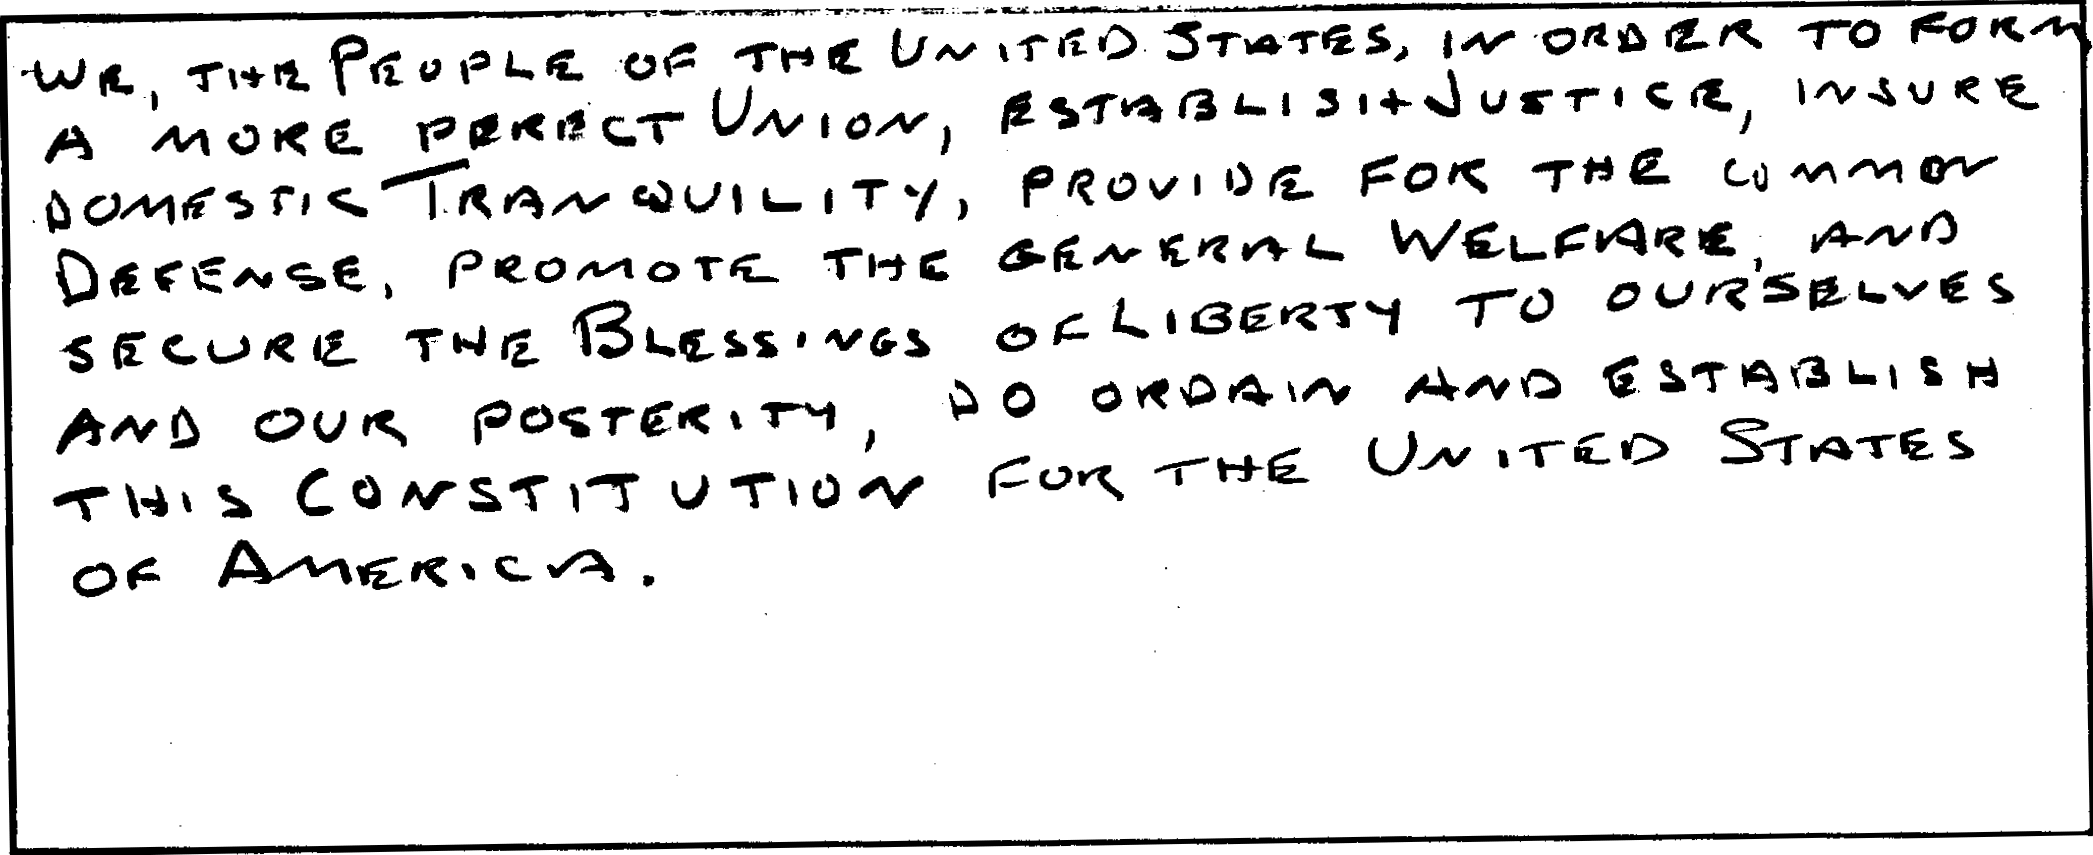 WE, THE PEOPLE OF THE UNITED STATES, IN ORDER TO FORM
A MORE PERECT UNION, ESTABLISH JUSTICE, INSURE
DOMESTIC TRANQUILITY, PROVIDE FOR THE COMMON
DEFENSE, PROMOTE THE GENERAL WELFARE, AND
SECURE THE BLESSINGS OF LIBERTY TO OURSELVES
AND OUR POSTERITY, DO ORDAIN AND ESTABLISH
THIS CONSTITUTION FOR THE UNITED STATES
OF AMERICA.